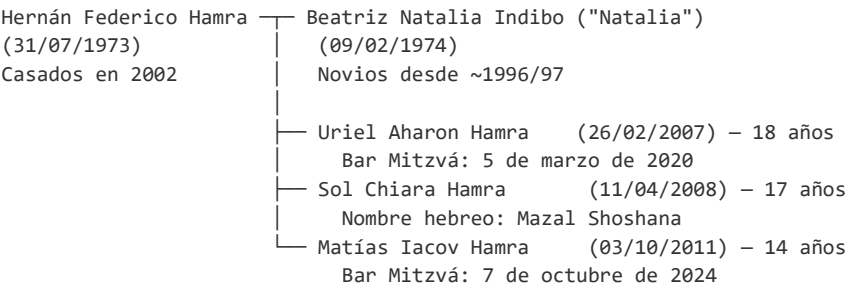 Hernán Federico Hamra ─┬─ Beatriz Natalia Indibo ("Natalia")
(31/07/1973) │ (09/02/1974)
Casados en 2002 │ Novios desde ~1996/97
│
├── Uriel Aharon Hamra (26/02/2007) — 18 años
│ Bar Mitzvá: 5 de marzo de 2020
├── Sol Chiara Hamra (11/04/2008) — 17 años
│ Nombre hebreo: Mazal Shoshana
└── Matías Iacov Hamra (03/10/2011) — 14 años
Bar Mitzvá: 7 de octubre de 2024